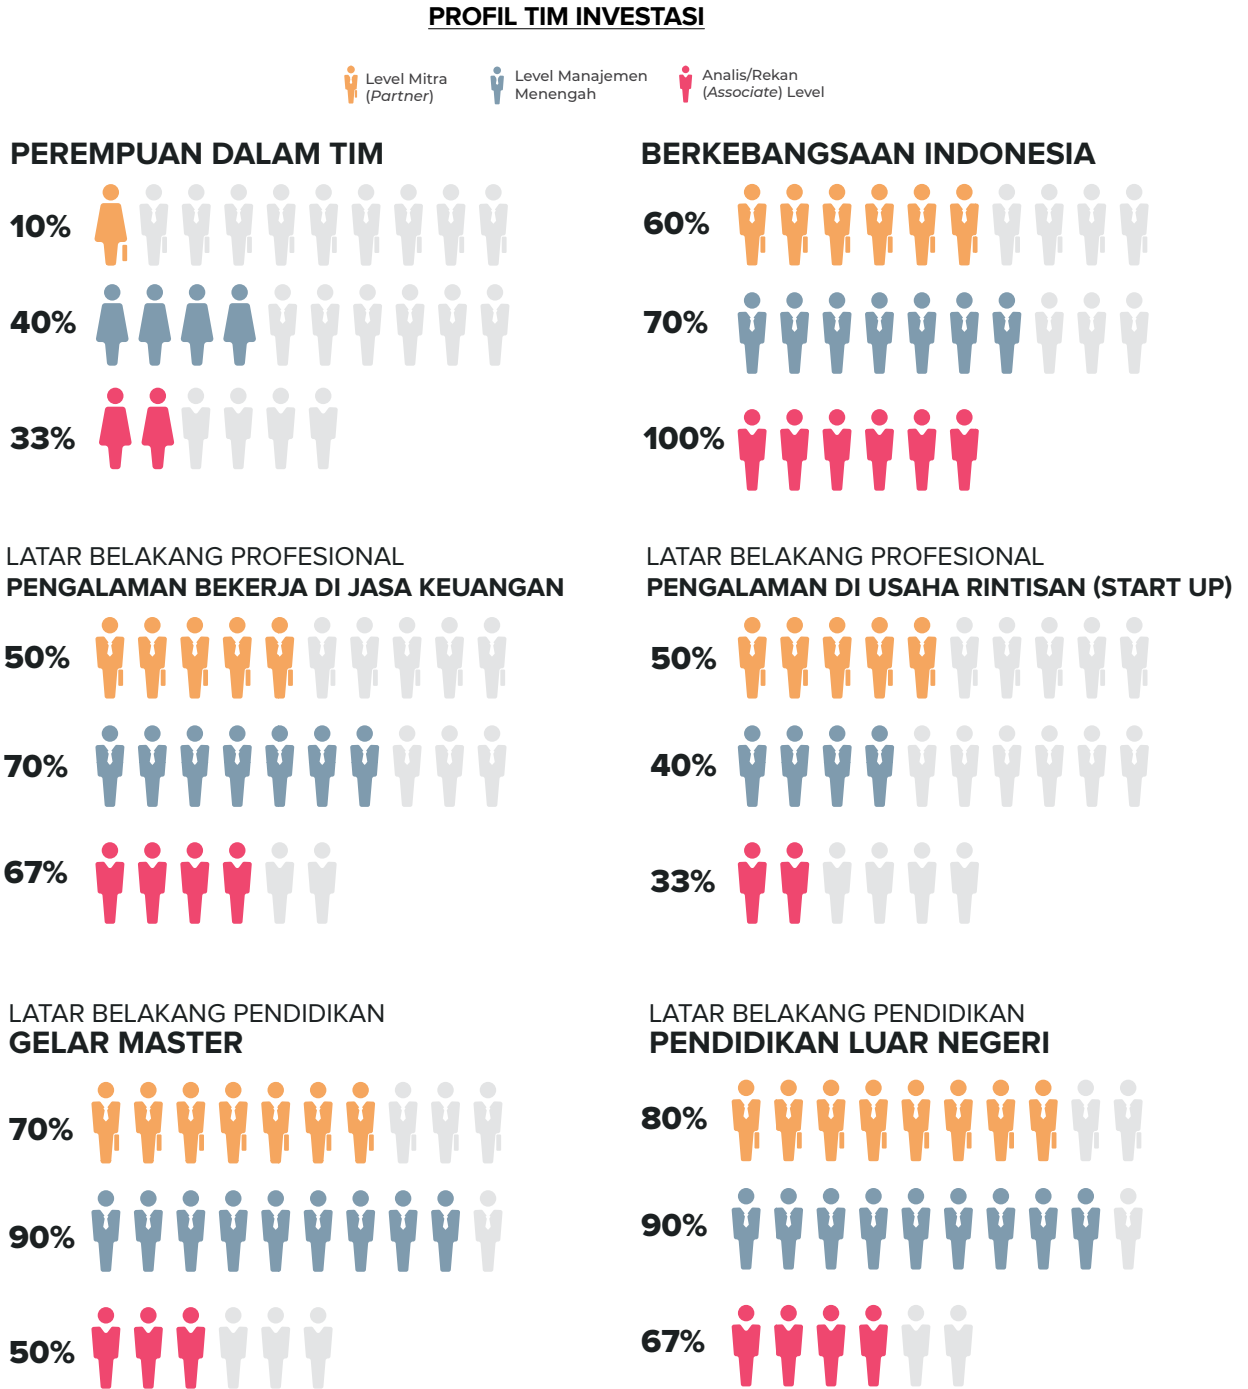 PROFIL TIM INVESTASI
Level Mitra
(Partner)
Level Manajemen
Menengah
Analis/Rekan
(Associate) Level
PEREMPUAN DALAM TIM
10%
40%
33%
BERKEBANGSAAN INDONESIA
60%
70%
100%
LATAR BELAKANG PROFESIONAL
PENGALAMAN BEKERJA DI JASA KEUANGAN
50%
70%
67%
LATAR BELAKANG PROFESIONAL
PENGALAMAN DI USAHA RINTISAN (START UP)
50%
40%
33%
LATAR BELAKANG PENDIDIKAN
GELAR MASTER
70%
90%
50%
LATAR BELAKANG PENDIDIKAN
PENDIDIKAN LUAR NEGERI
80%
90%
67%